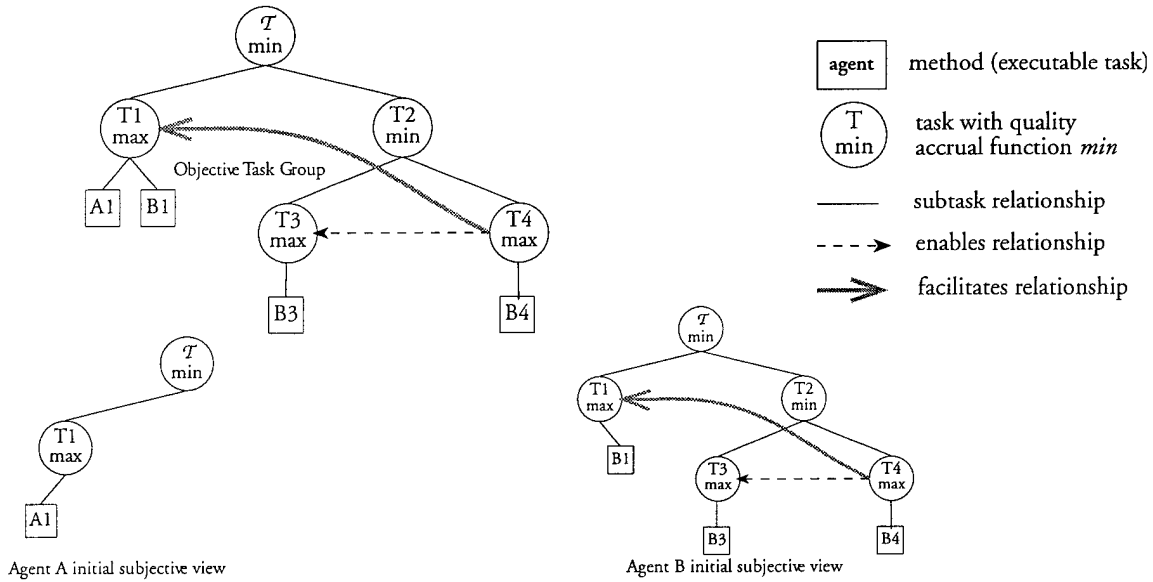 𝒯
min
T1
max
T2
min
Objective Task Group
A1
B1
T3
max
T4
max
B3
B4
agent
method (executable task)
T
min
task with quality
accrual function min
subtask relationship
enables relationship
facilitates relationship
𝒯
min
T1
max
A1
Agent A initial subjective view
𝒯
min
T1
max
T2
min
B1
T3
max
T4
max
B3
B4
Agent B initial subjective view